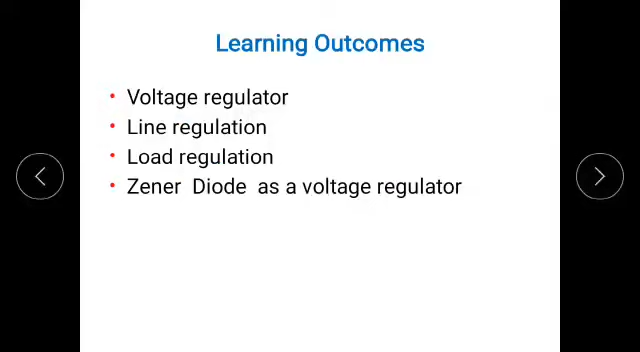 Learning Outcomes
• Voltage regulator
• Line regulation
• Load regulation
• Zener Diode as a voltage regulator